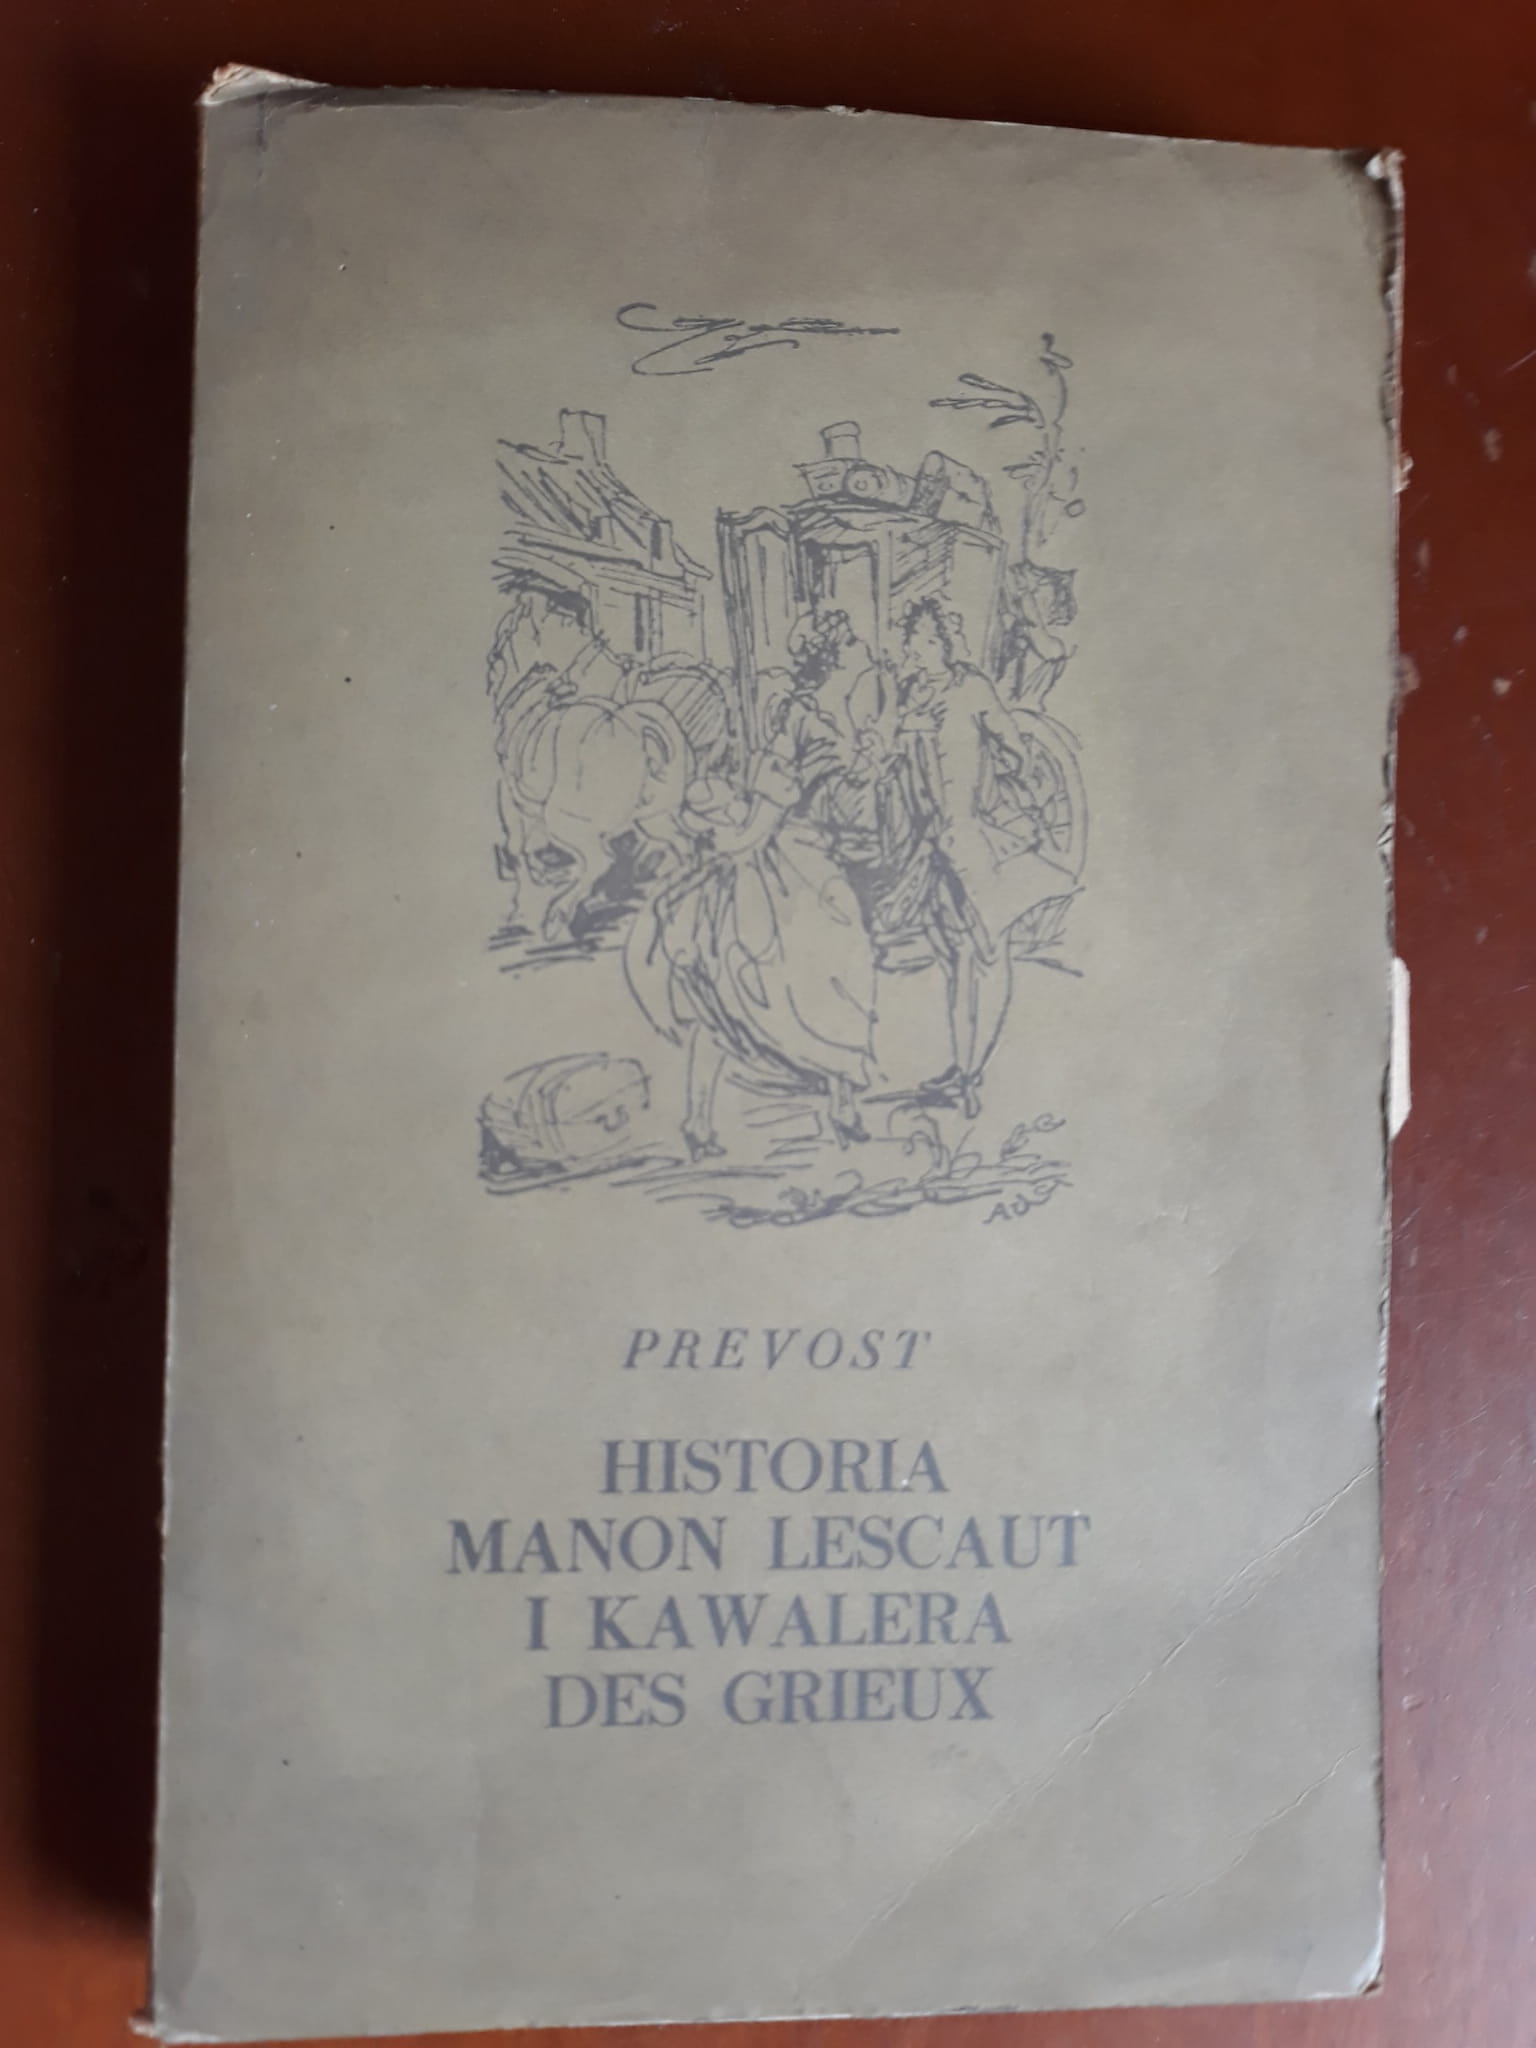 PREVOST
HISTORIA
MANON LESCAUT
I KAWALERA
DES GRIEUX